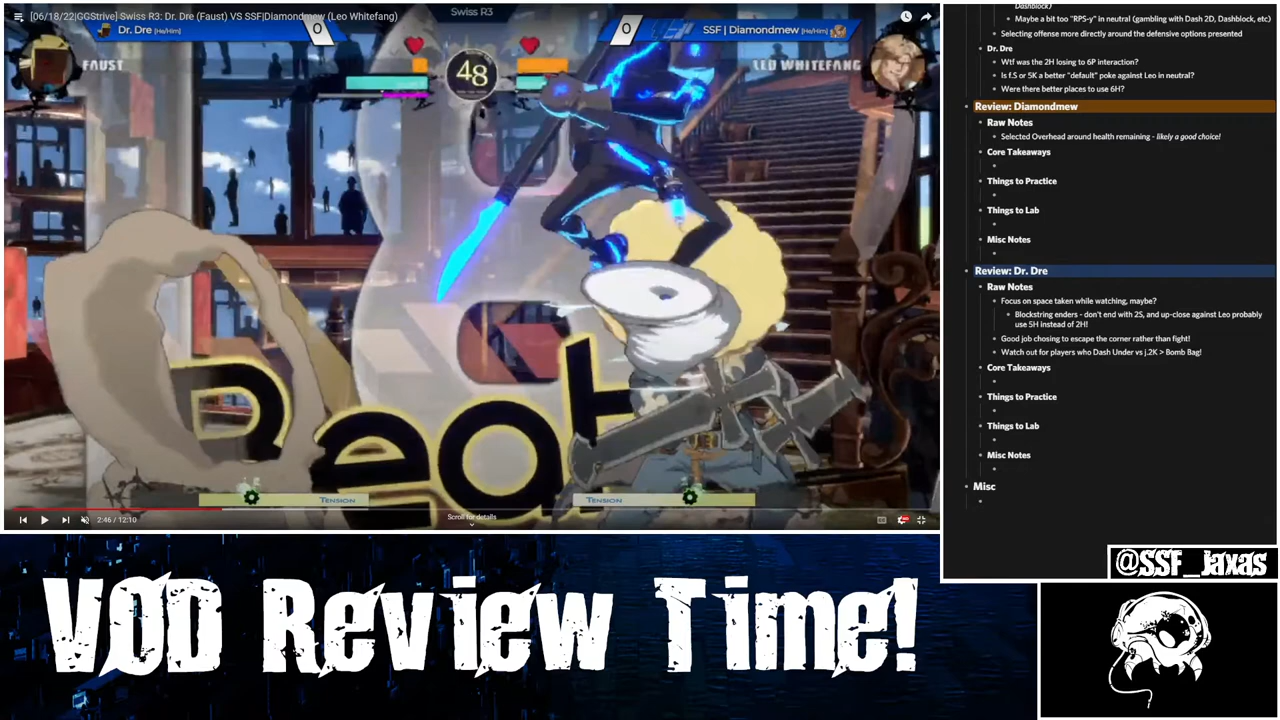 [06/18/22|GGStrive] Swiss R3: Dr. Dre (Faust) VS SSF|Diamondmew (Leo Whitefang)
Swiss R3
Dr. Dre [He/Him]
0
0
SSF | Diamondmew [He/Him]
FAUST
48
LEO WHITEFANG
Beat
TENSION
TENSION
2:46 / 12:10
Scroll for details
Dashblock)
Maybe a bit too "RPS-y" in neutral (gambling with Dash 2D, Dashblock, etc)
Selecting offense more directly around the defensive options presented
Dr. Dre
Wtf was the 2H losing to 6P interaction?
Is f.S or 5K a better "default" poke against Leo in neutral?
Were there better places to use 6H?
Review: Diamondmew
Raw Notes
Selected Overhead around health remaining - likely a good choice!
Core Takeaways
Things to Practice
Things to Lab
Misc Notes
Review: Dr. Dre
Raw Notes
Focus on space taken while watching, maybe?
Blockstring enders - don't end with 2S, and up-close against Leo probably
use 5H instead of 2H!
Good job chosing to escape the corner rather than fight!
Watch out for players who Dash Under vs j.2K > Bomb Bag!
Core Takeaways
Things to Practice
Things to Lab
Misc Notes
Misc
@SSF_Jaxas
VOD Review Time!